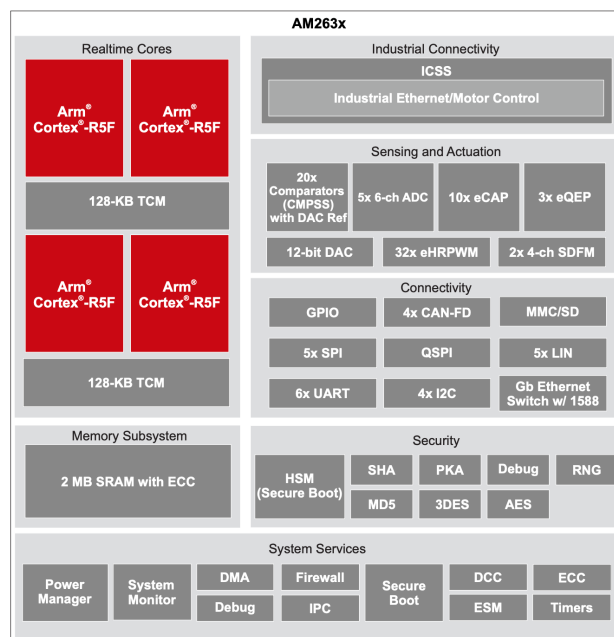 AM263x
Realtime Cores
Arm®
Cortex®-R5F
Arm®
Cortex®-R5F
128-KB TCM
Arm®
Cortex®-R5F
Arm®
Cortex®-R5F
128-KB TCM
Industrial Connectivity
ICSS
Industrial Ethernet/Motor Control
Sensing and Actuation
20x
Comparators
(CMPSS)
with DAC Ref
5x 6-ch ADC
10x eCAP
3x eQEP
12-bit DAC
32x eHRPWM
2x 4-ch SDFM
Connectivity
GPIO
4x CAN-FD
MMC/SD
5x SPI
QSPI
5x LIN
6x UART
4x I2C
Gb Ethernet
Switch w/ 1588
Memory Subsystem
2 MB SRAM with ECC
Security
HSM
(Secure Boot)
SHA
PKA
Debug
RNG
MD5
3DES
AES
System Services
Power
Manager
System
Monitor
DMA
Firewall
Secure
Boot
DCC
ECC
Debug
IPC
ESM
Timers